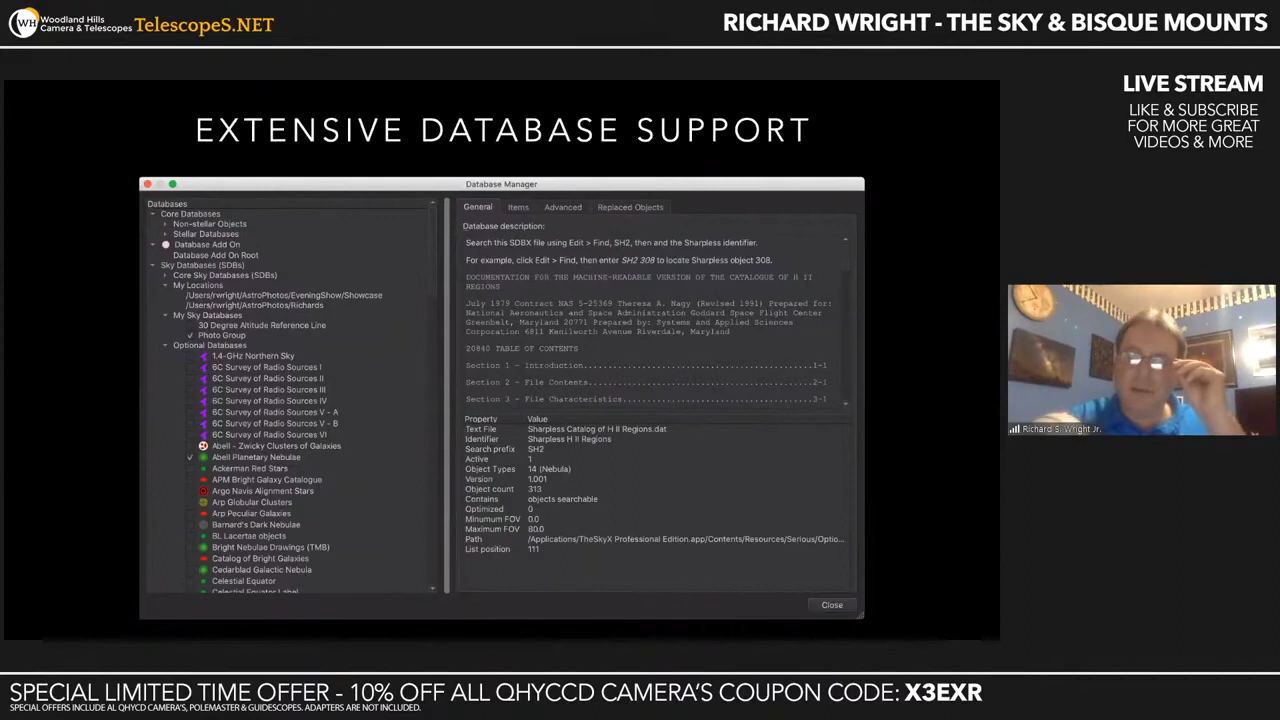 Woodland Hills
Camera & Telescopes
TelescopeS.NET
RICHARD WRIGHT - THE SKY & BISQUE MOUNTS
LIVE STREAM
LIKE & SUBSCRIBE
FOR MORE GREAT
VIDEOS & MORE
EXTENSIVE DATABASE SUPPORT
Database Manager
Databases
Core Databases
Non-stellar Objects
Stellar Databases
Database Add On
Database Add On Root
Sky Databases (SDBs)
Core Sky Databases (SDBs)
My Locations
/Users/rwright/AstroPhotos/EveningShow/Showcase
/Users/rwright/AstroPhotos/Richards
My Sky Databases
30 Degree Altitude Reference Line
Photo Group
Optional Databases
1.4-GHz Northern Sky
6C Survey of Radio Sources I
6C Survey of Radio Sources II
6C Survey of Radio Sources III
6C Survey of Radio Sources IV
6C Survey of Radio Sources V - A
6C Survey of Radio Sources V - B
6C Survey of Radio Sources VI
Abell - Zwicky Clusters of Galaxies
Abell Planetary Nebulae
Ackerman Red Stars
APM Bright Galaxy Catalogue
Argo Navis Alignment Stars
Arp Globular Clusters
Arp Peculiar Galaxies
Barnard's Dark Nebulae
BL Lacertae objects
Bright Nebulae Drawings (TMB)
Catalog of Bright Galaxies
Cedarblad Galactic Nebula
Celestial Equator
Celestial Equator Label
General Items Advanced Replaced Objects
Database description:
Search this SDBX file using Edit > Find, SH2, then and the Sharpless identifier.
For example, click Edit > Find, then enter SH2 308 to locate Sharpless object 308.
DOCUMENTATION FOR THE MACHINE-READABLE VERSION OF THE CATALOGUE OF H II
REGIONS
July 1979 Contract NAS 5-25369 Theresa A. Nagy (Revised 1991) Prepared for:
National Aeronautics and Space Administration Goddard Space Flight Center
Greenbelt, Maryland 20771 Prepared by: Systems and Applied Sciences
Corporation 6811 Kenilworth Avenue Riverdale, Maryland
20840 TABLE OF CONTENTS
Section 1 - Introduction.............................................1-1
Section 2 - File Contents............................................2-1
Section 3 - File Characteristics.....................................3-1
Property Value
Text File Sharpless Catalog of H II Regions.dat
Identifier Sharpless H II Regions
Search prefix SH2
Active 1
Object Types 14 (Nebula)
Version 1.001
Object count 313
Contains objects searchable
Optimized 0
Minumum FOV 0.0
Maximum FOV 80.0
Path /Applications/TheSkyX Professional Edition.app/Contents/Resources/Serious/Optio...
List position 111
Close
Richard S. Wright Jr.
SPECIAL LIMITED TIME OFFER - 10% OFF ALL QHYCCD CAMERA'S COUPON CODE: X3EXR
SPECIAL OFFERS INCLUDE AL QHYCD CAMERA'S, POLEMASTER & GUIDESCOPES. ADAPTERS ARE NOT INCLUDED.